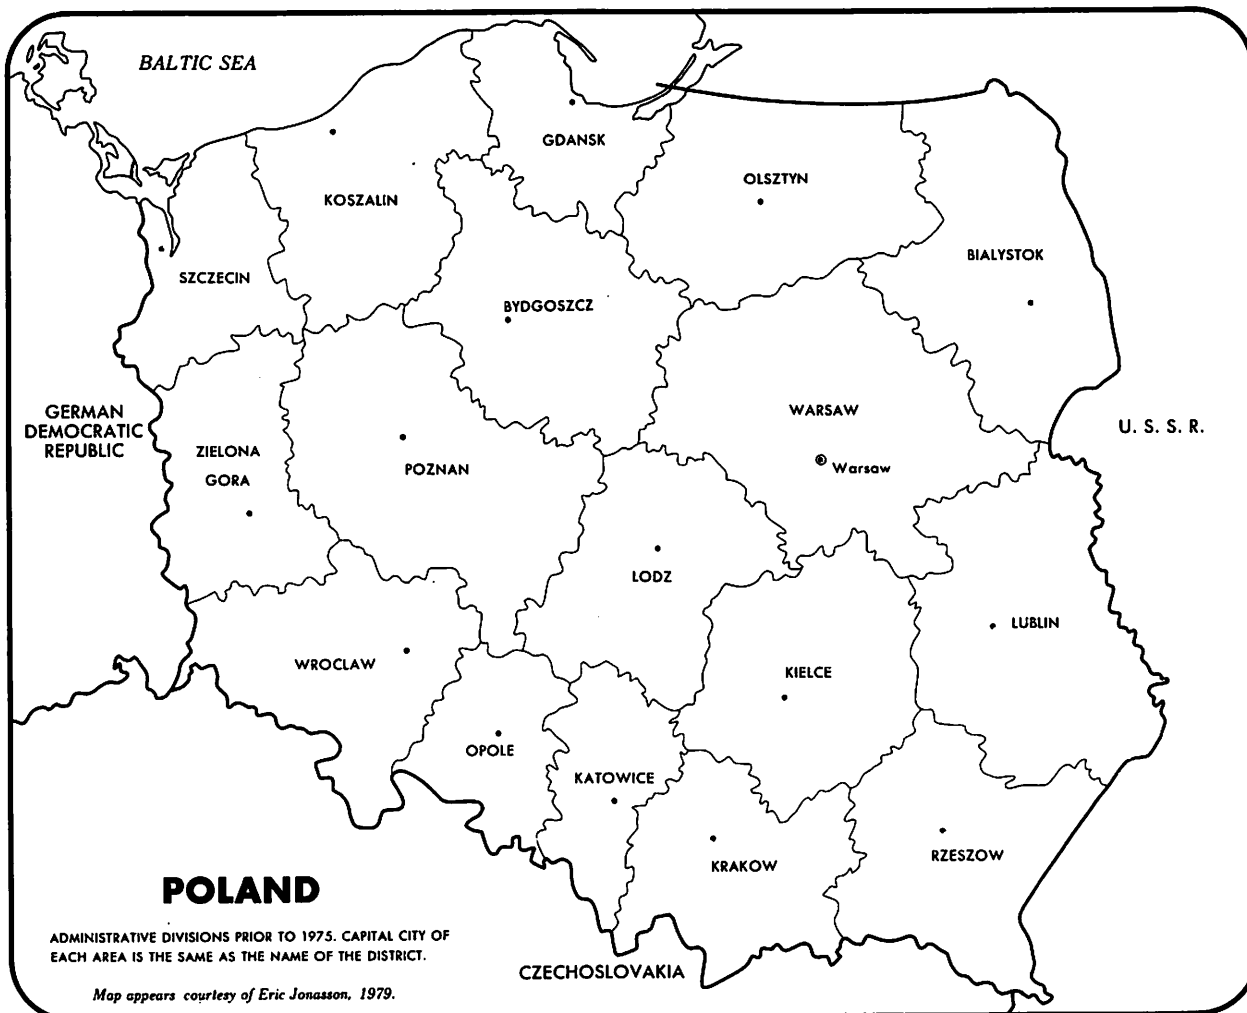 BALTIC SEA
GDANSK
KOSZALIN
OLSZTYN
SZCZECIN
BIALYSTOK
BYDGOSZCZ
GERMAN
DEMOCRATIC
REPUBLIC
WARSAW
U. S. S. R.
ZIELONA
GORA
POZNAN
Warsaw
LODZ
LUBLIN
WROCLAW
KIELCE
OPOLE
KATOWICE
KRAKOW
RZESZOW
POLAND
ADMINISTRATIVE DIVISIONS PRIOR TO 1975. CAPITAL CITY OF
EACH AREA IS THE SAME AS THE NAME OF THE DISTRICT.
CZECHOSLOVAKIA
Map appears courtesy of Eric Jonasson, 1979.